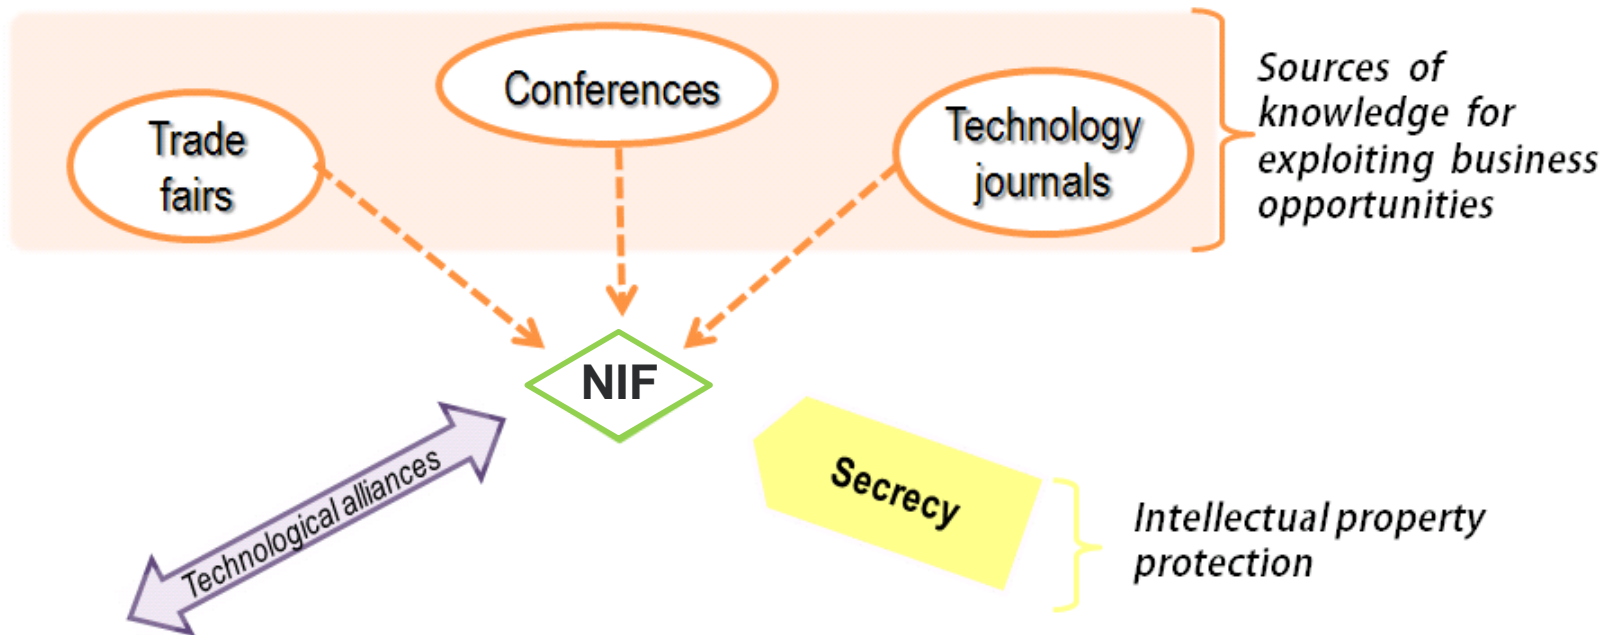 Conferences
Trade
fairs
Technology
journals
Sources of
knowledge for
exploiting business
opportunities
NIF
Technological alliances
Secrecy
Intellectual property
protection